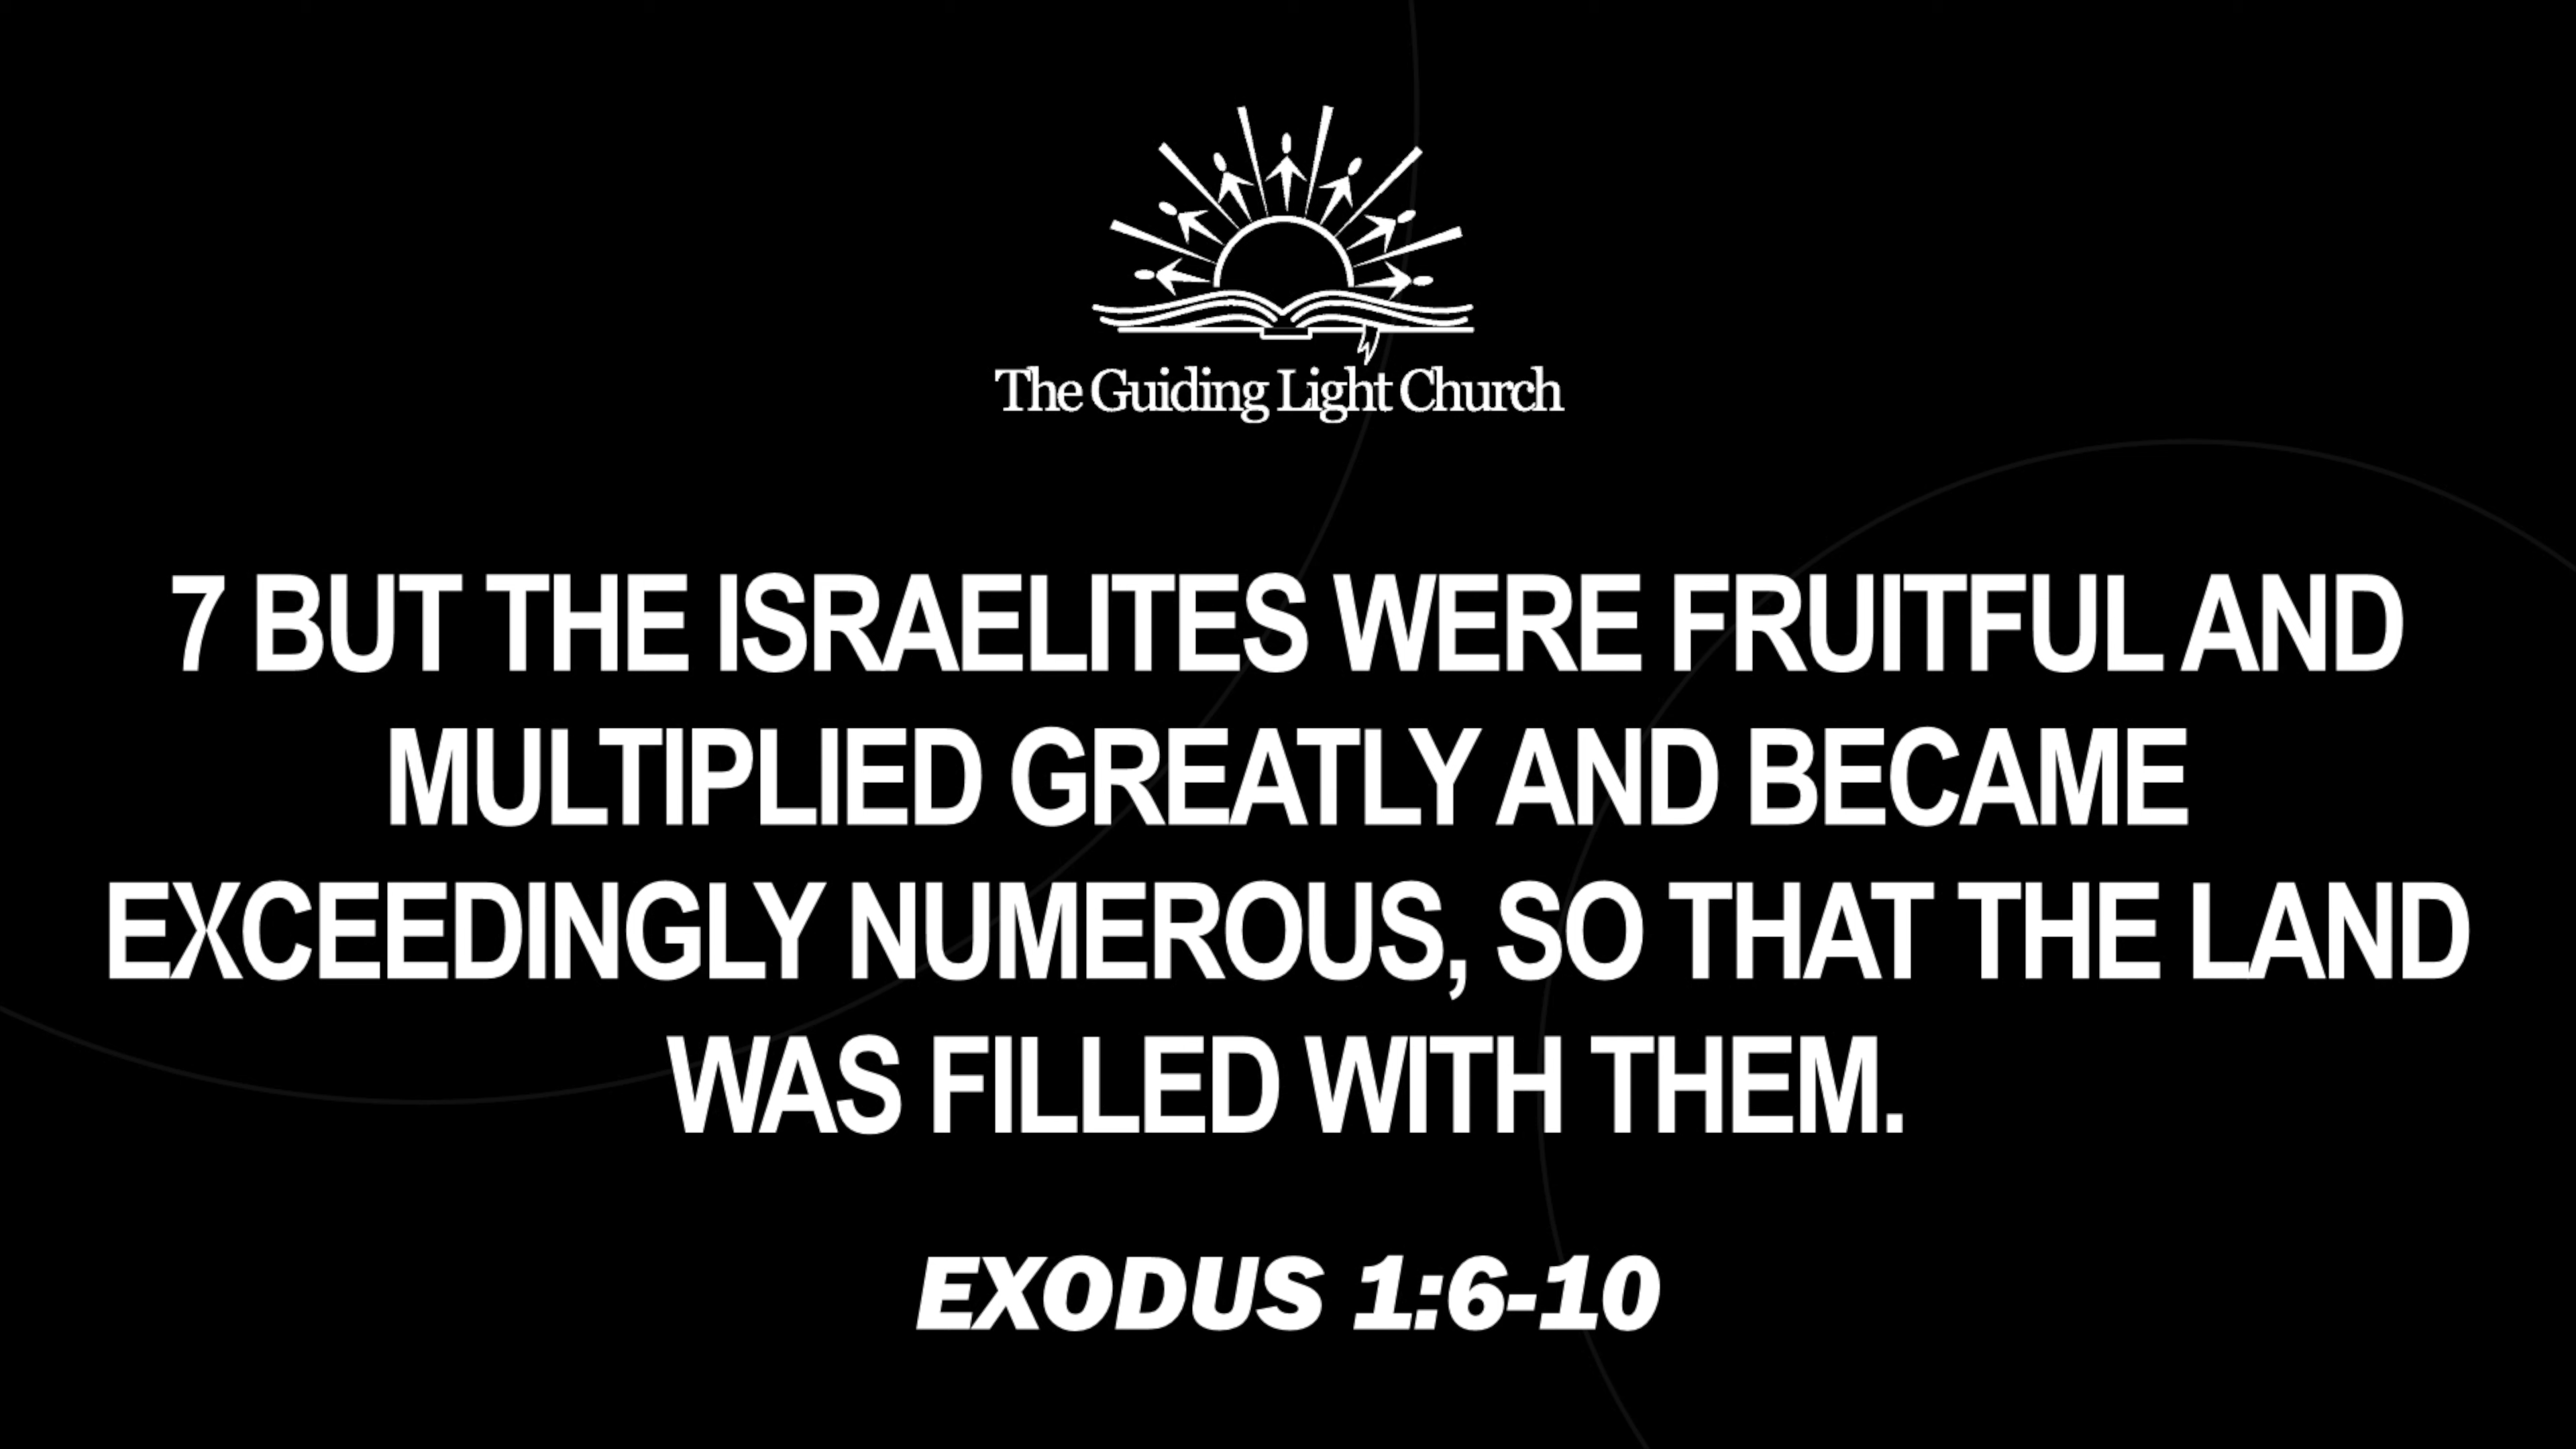 The Guiding Light Church
7 BUT THE ISRAELITES WERE FRUITFUL AND
MULTIPLIED GREATLY AND BECAME
EXCEEDINGLY NUMEROUS, SO THAT THE LAND
WAS FILLED WITH THEM.
EXODUS 1:6-10